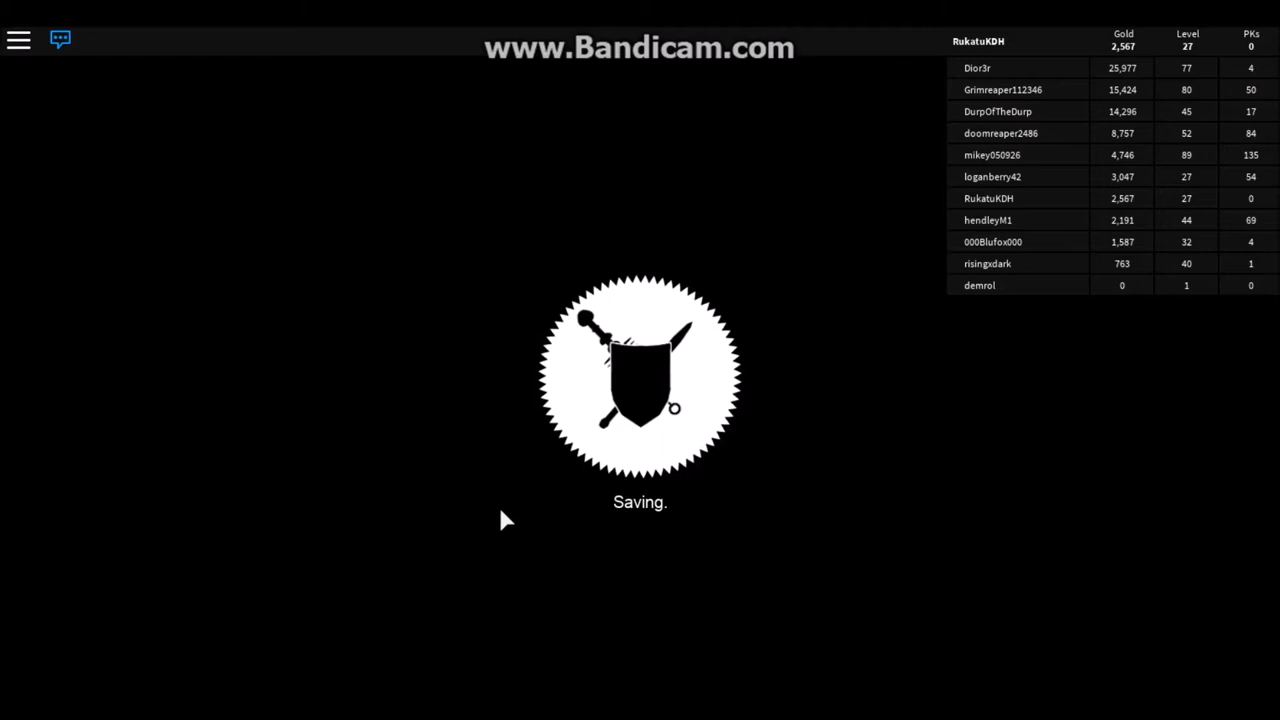 www.Bandicam.com
RukatuKDH Gold 2,567 Level 27 PKs 0
Dior3r 25,977 77 4
Grimreaper112346 15,424 80 50
DurpOfTheDurp 14,296 45 17
doomreaper2486 8,757 52 84
mikey050926 4,746 89 135
loganberry42 3,047 27 54
RukatuKDH 2,567 27 0
hendleyM1 2,191 44 69
000Blufox000 1,587 32 4
risingxdark 763 40 1
demrol 0 1 0
Saving.